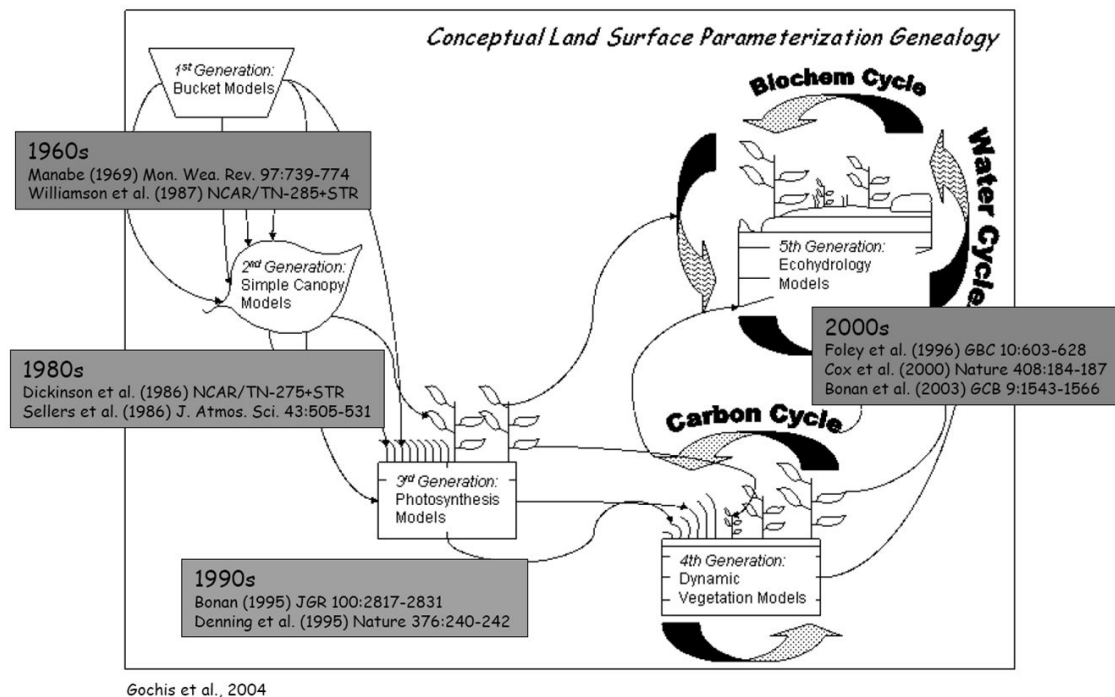 Conceptual Land Surface Parameterization Genealogy
1st Generation:
Bucket Models
1960s
Manabe (1969) Mon. Wea. Rev. 97:739-774
Williamson et al. (1987) NCAR/TN-285+STR
2nd Generation:
Simple Canopy
Models
1980s
Dickinson et al. (1986) NCAR/TN-275+STR
Sellers et al. (1986) J. Atmos. Sci. 43:505-531
3rd Generation:
Photosynthesis
Models
1990s
Bonan (1995) JGR 100:2817-2831
Denning et al. (1995) Nature 376:240-242
Biochem Cycle
Water Cycle
5th Generation:
Ecohydrology
Models
2000s
Foley et al. (1996) GBC 10:603-628
Cox et al. (2000) Nature 408:184-187
Bonan et al. (2003) GCB 9:1543-1566
Carbon Cycle
4th Generation:
Dynamic
Vegetation Models
Gochis et al., 2004